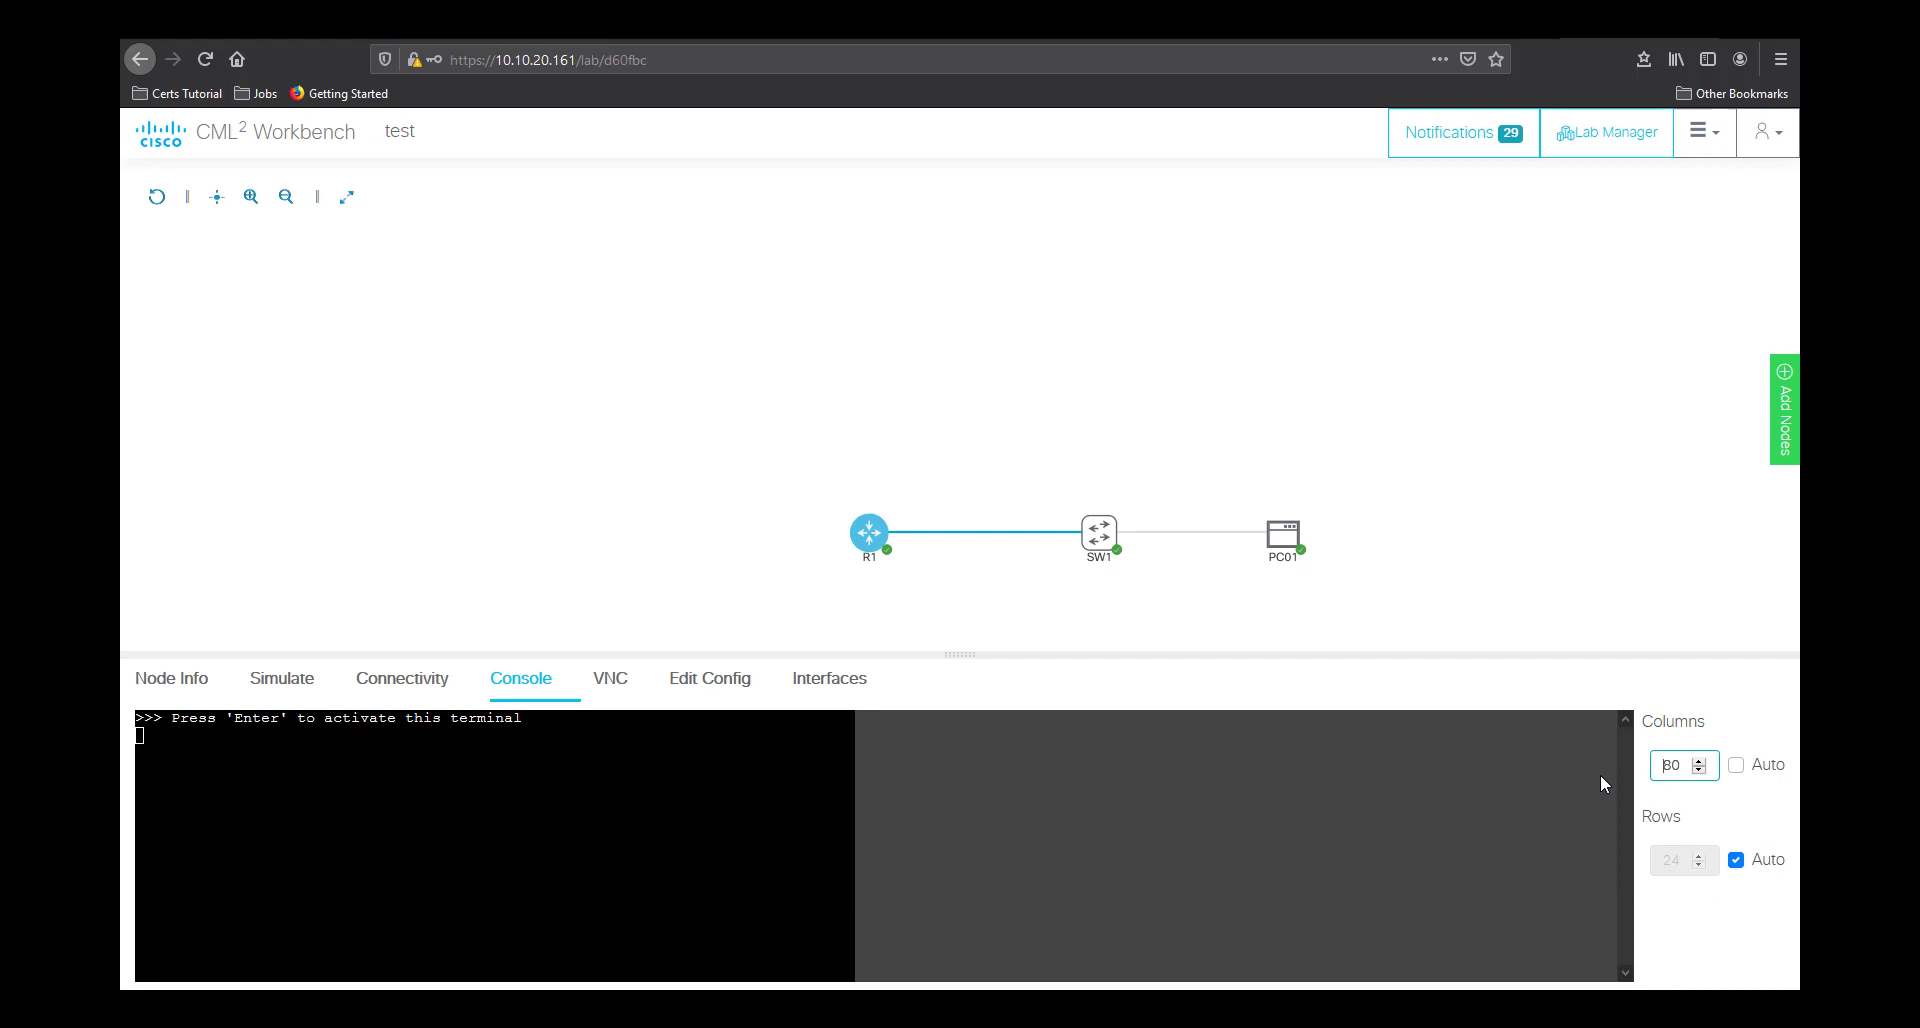 https://10.10.20.161/lab/d60fbc
Certs Tutorial Jobs Getting Started Other Bookmarks
CISCO CML2 Workbench test Notifications 29 Lab Manager
Add Nodes
R1 SW1 PC01
Node Info Simulate Connectivity Console VNC Edit Config Interfaces
>>> Press 'Enter' to activate this terminal
Columns
80 Auto
Rows
24 Auto